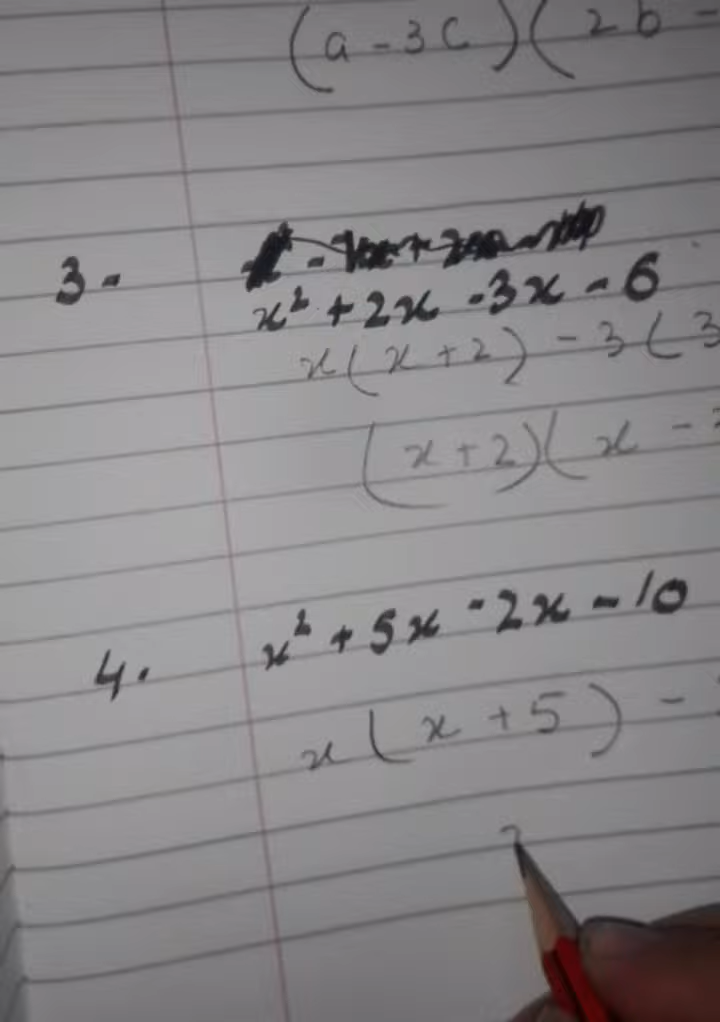 (a - 3c)(2b -
3.
x² + 2x - 3x - 6
x(x + 2) - 3(3
(x + 2)(x -
4. x² + 5x - 2x - 10
x(x + 5) -